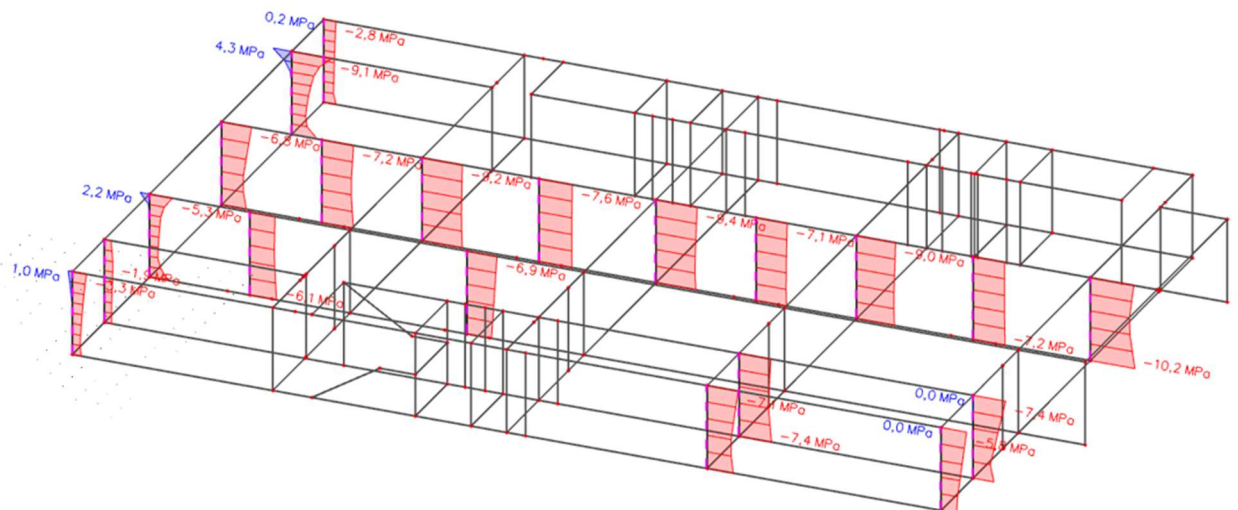 0,2 MPa
-2,8 MPa
4,3 MPa
-9,1 MPa
-6,8 MPa
-7,2 MPa
-8,2 MPa
-7,6 MPa
2,2 MPa
-5,3 MPa
-8,4 MPa
-7,1 MPa
-8,0 MPa
1,0 MPa
-6,9 MPa
-6,1 MPa
-7,2 MPa
-10,2 MPa
0,0 MPa
-7,4 MPa
0,0 MPa
-7,4 MPa